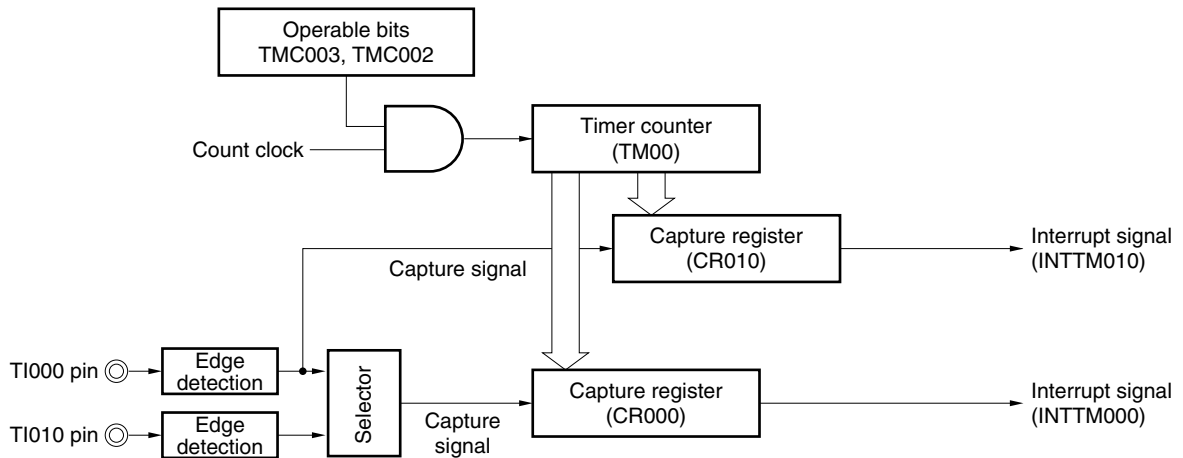 Operable bits
TMC003, TMC002
Count clock
Timer counter
(TM00)
Capture register
(CR010)
Interrupt signal
(INTTM010)
Capture signal
TI000 pin
Edge
detection
Selector
Capture register
(CR000)
Interrupt signal
(INTTM000)
TI010 pin
Edge
detection
Capture
signal